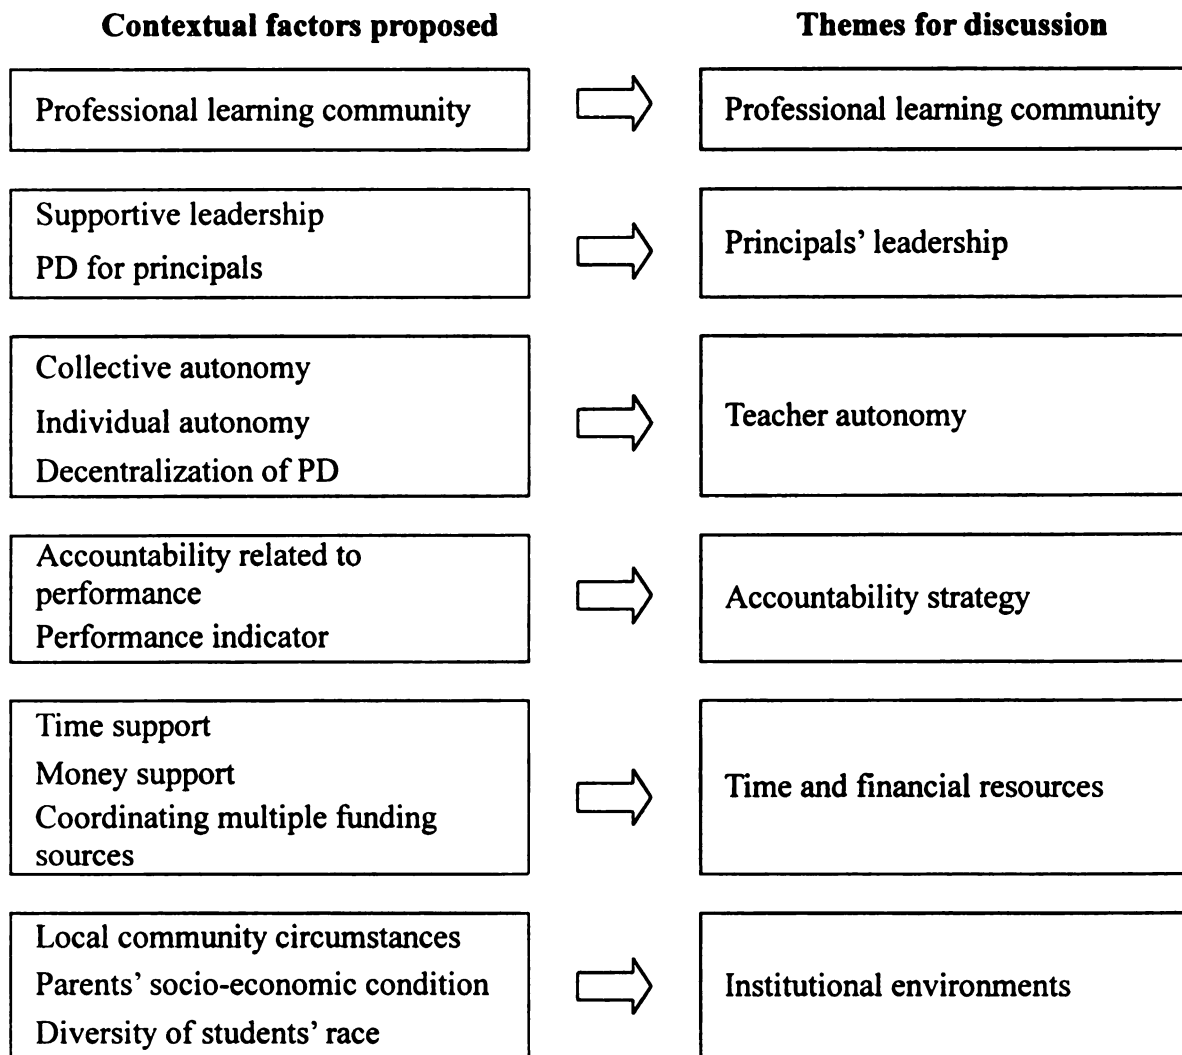 Contextual factors proposed
Themes for discussion
Professional learning community
Professional learning community
Supportive leadership
PD for principals
Principals’ leadership
Collective autonomy
Individual autonomy
Decentralization of PD
Teacher autonomy
Accountability related to
performance
Performance indicator
Accountability strategy
Time support
Money support
Coordinating multiple funding
sources
Time and financial resources
Local community circumstances
Parents’ socio-economic condition
Diversity of students’ race
Institutional environments